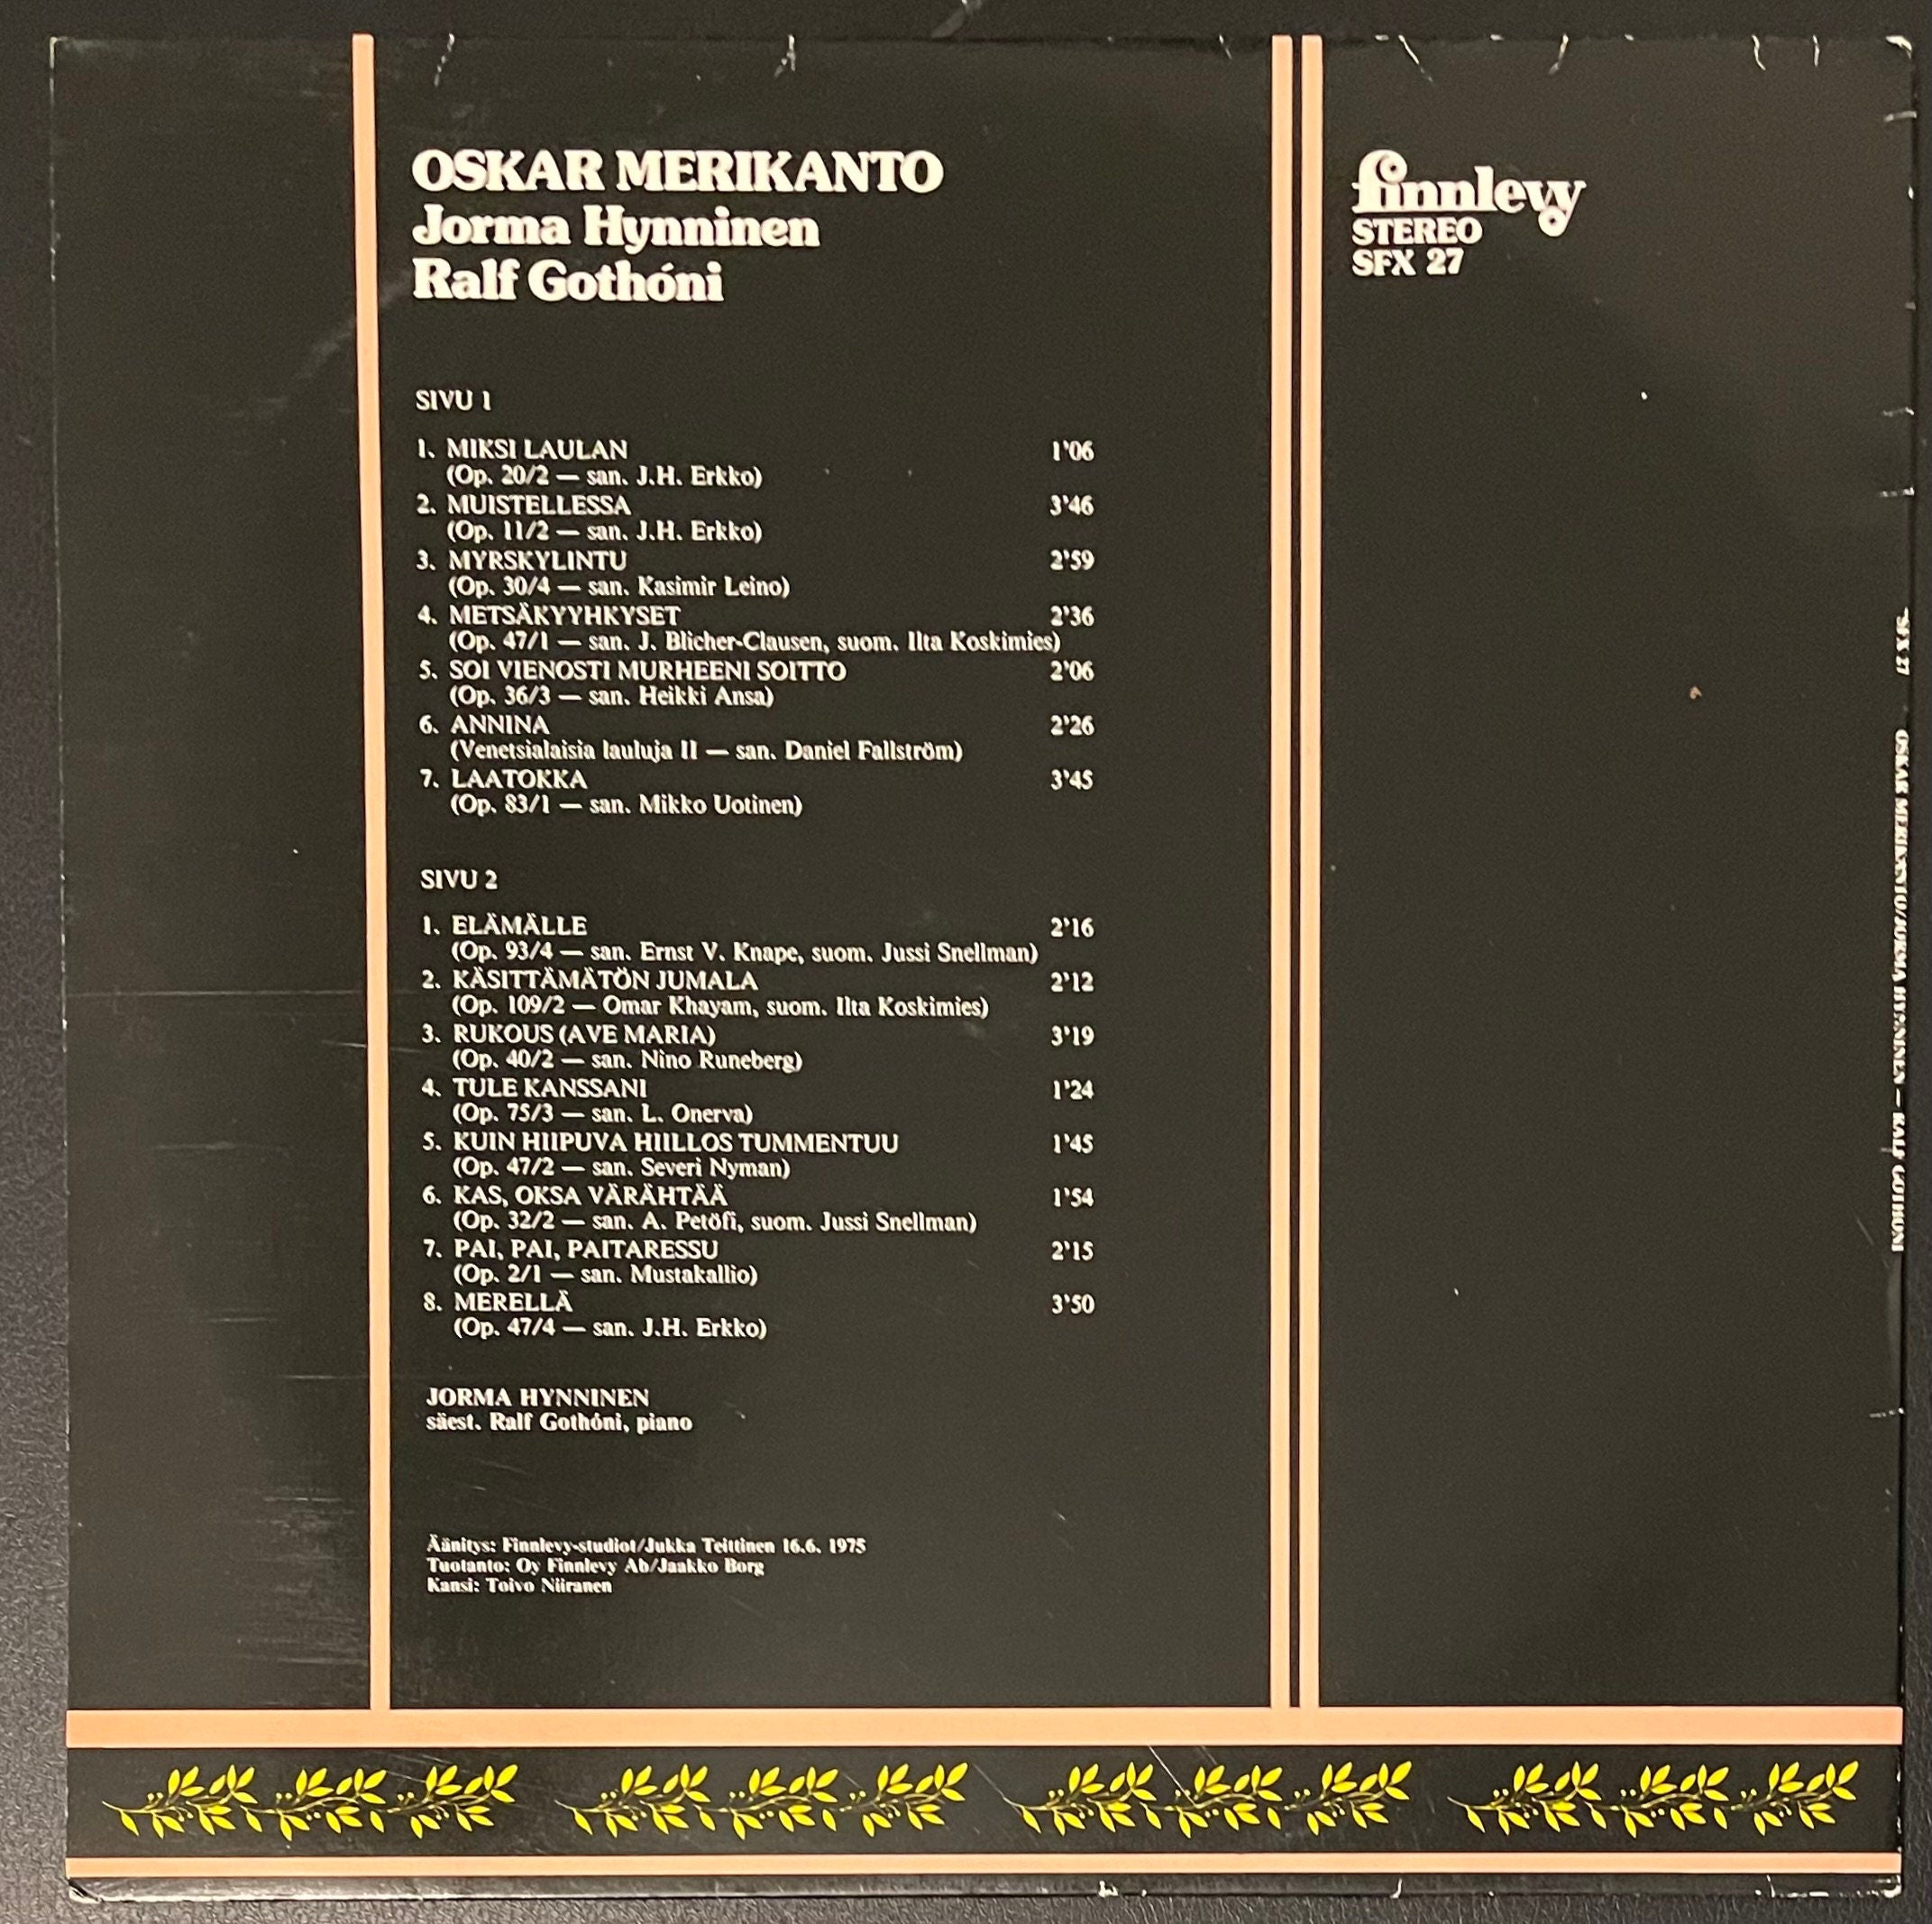 OSKAR MERIKANTO
Jorma Hynninen
Ralf Gothóni
finnlevy
STEREO
SFX 27
SIVU 1
1. MIKSI LAULAN 1'06
(Op. 20/2 — san. J.H. Erkko)
2. MUISTELLESSA 3'46
(Op. 11/2 — san. J.H. Erkko)
3. MYRSKYLINTU 2'59
(Op. 30/4 — san. Kasimir Leino)
4. METSÄKYYHKYSET 2'36
(Op. 47/1 — san. J. Blicher-Clausen, suom. Ilta Koskimies)
5. SOI VIENOSTI MURHEENI SOITTO 2'06
(Op. 36/3 — san. Heikki Ansa)
6. ANNINA 2'26
(Venetsialaisia lauluja II — san. Daniel Fallström)
7. LAATOKKA 3'45
(Op. 83/1 — san. Mikko Uotinen)
SIVU 2
1. ELÄMÄLLE 2'16
(Op. 93/4 — san. Ernst V. Knape, suom. Jussi Snellman)
2. KÄSITTÄMÄTÖN JUMALA 2'12
(Op. 109/2 — Omar Khayam, suom. Ilta Koskimies)
3. RUKOUS (AVE MARIA) 3'19
(Op. 40/2 — san. Nino Runeberg)
4. TULE KANSSANI 1'24
(Op. 75/3 — san. L. Onerva)
5. KUIN HIIPUVA HIILLOS TUMMENTUU 1'45
(Op. 47/2 — san. Severi Nyman)
6. KAS, OKSA VÄRÄHTÄÄ 1'54
(Op. 32/2 — san. A. Petöfi, suom. Jussi Snellman)
7. PAI, PAI, PAITARESSU 2'15
(Op. 2/1 — san. Mustakallio)
8. MERELLÄ 3'50
(Op. 47/4 — san. J.H. Erkko)
JORMA HYNNINEN
säest. Ralf Gothóni, piano
Äänitys: Finnlevy-studiot/Jukka Teittinen 16.6. 1975
Tuotanto: Oy Finnlevy Ab/Jaakko Borg
Kansi: Toivo Niiranen
SFX 27
OSKAR MERIKANTO/JORMA HYNNINEN — RALF GOTHÓNI